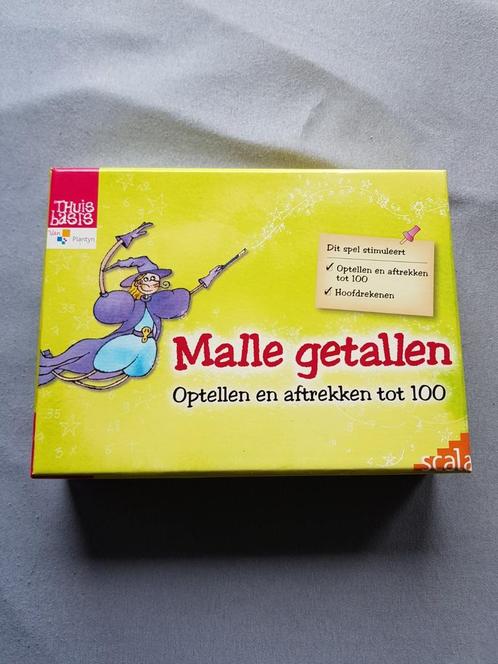 THUIS
BASIS
Van
Plantyn
Dit spel stimuleert
✓ Optellen en aftrekken
tot 100
✓ Hoofdrekenen
Malle getallen
Optellen en aftrekken tot 100
scala